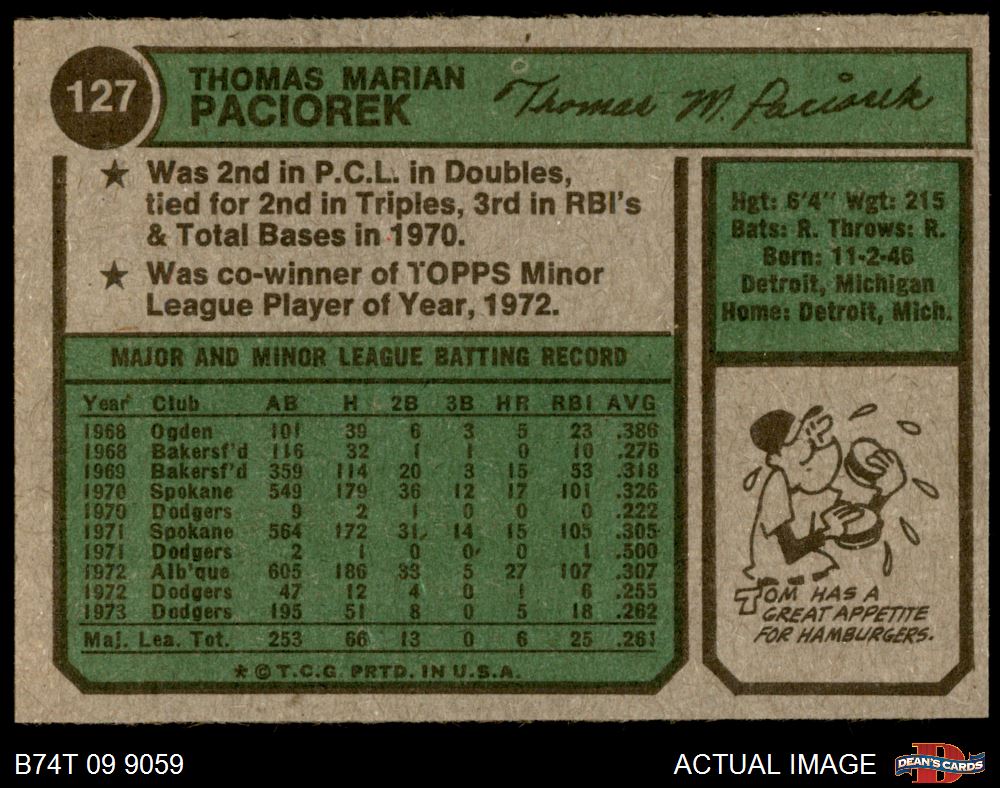 127
THOMAS MARIAN
PACIOREK
Thomas M. Paciorek
★ Was 2nd in P.C.L. in Doubles,
tied for 2nd in Triples, 3rd in RBI's
& Total Bases in 1970.
★ Was co-winner of TOPPS Minor
League Player of Year, 1972.
Hgt: 6'4" Wgt: 215
Bats: R. Throws: R.
Born: 11-2-46
Detroit, Michigan
Home: Detroit, Mich.
MAJOR AND MINOR LEAGUE BATTING RECORD
Year Club AB H 2B 3B HR RBI AVG
1968 Ogden 101 39 6 3 5 23 .386
1968 Bakersf'd 116 32 1 1 0 10 .276
1969 Bakersf'd 359 114 20 3 15 53 .318
1970 Spokane 549 179 36 12 17 101 .326
1970 Dodgers 9 2 1 0 0 0 .222
1971 Spokane 564 172 31 14 15 105 .305
1971 Dodgers 2 1 0 0 0 1 .500
1972 Alb'que 605 186 33 5 27 107 .307
1972 Dodgers 47 12 4 0 1 6 .255
1973 Dodgers 195 51 8 0 5 18 .262
Maj. Lea. Tot. 253 66 13 0 6 25 .261
* © T.C.G. PRTD. IN U.S.A.
TOM HAS A
GREAT APPETITE
FOR HAMBURGERS.
B74T 09 9059
ACTUAL IMAGE
DEAN'S CARDS